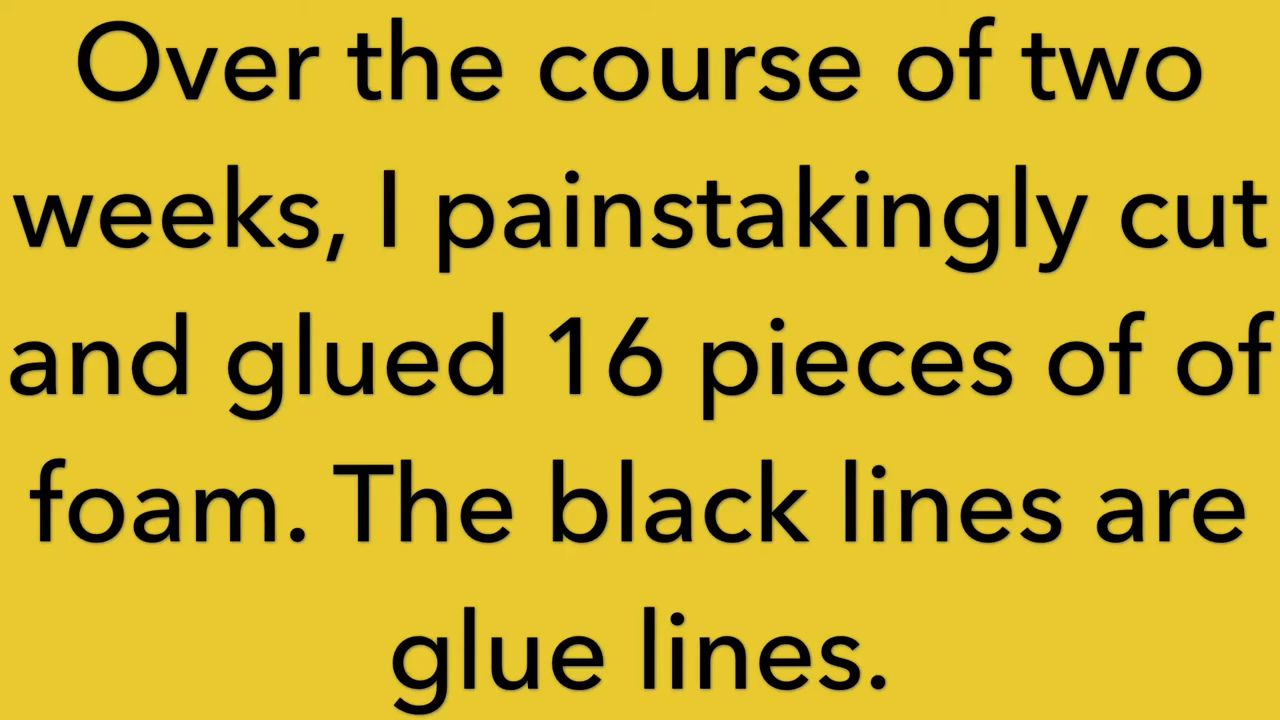 Over the course of two
weeks, I painstakingly cut
and glued 16 pieces of of
foam. The black lines are
glue lines.